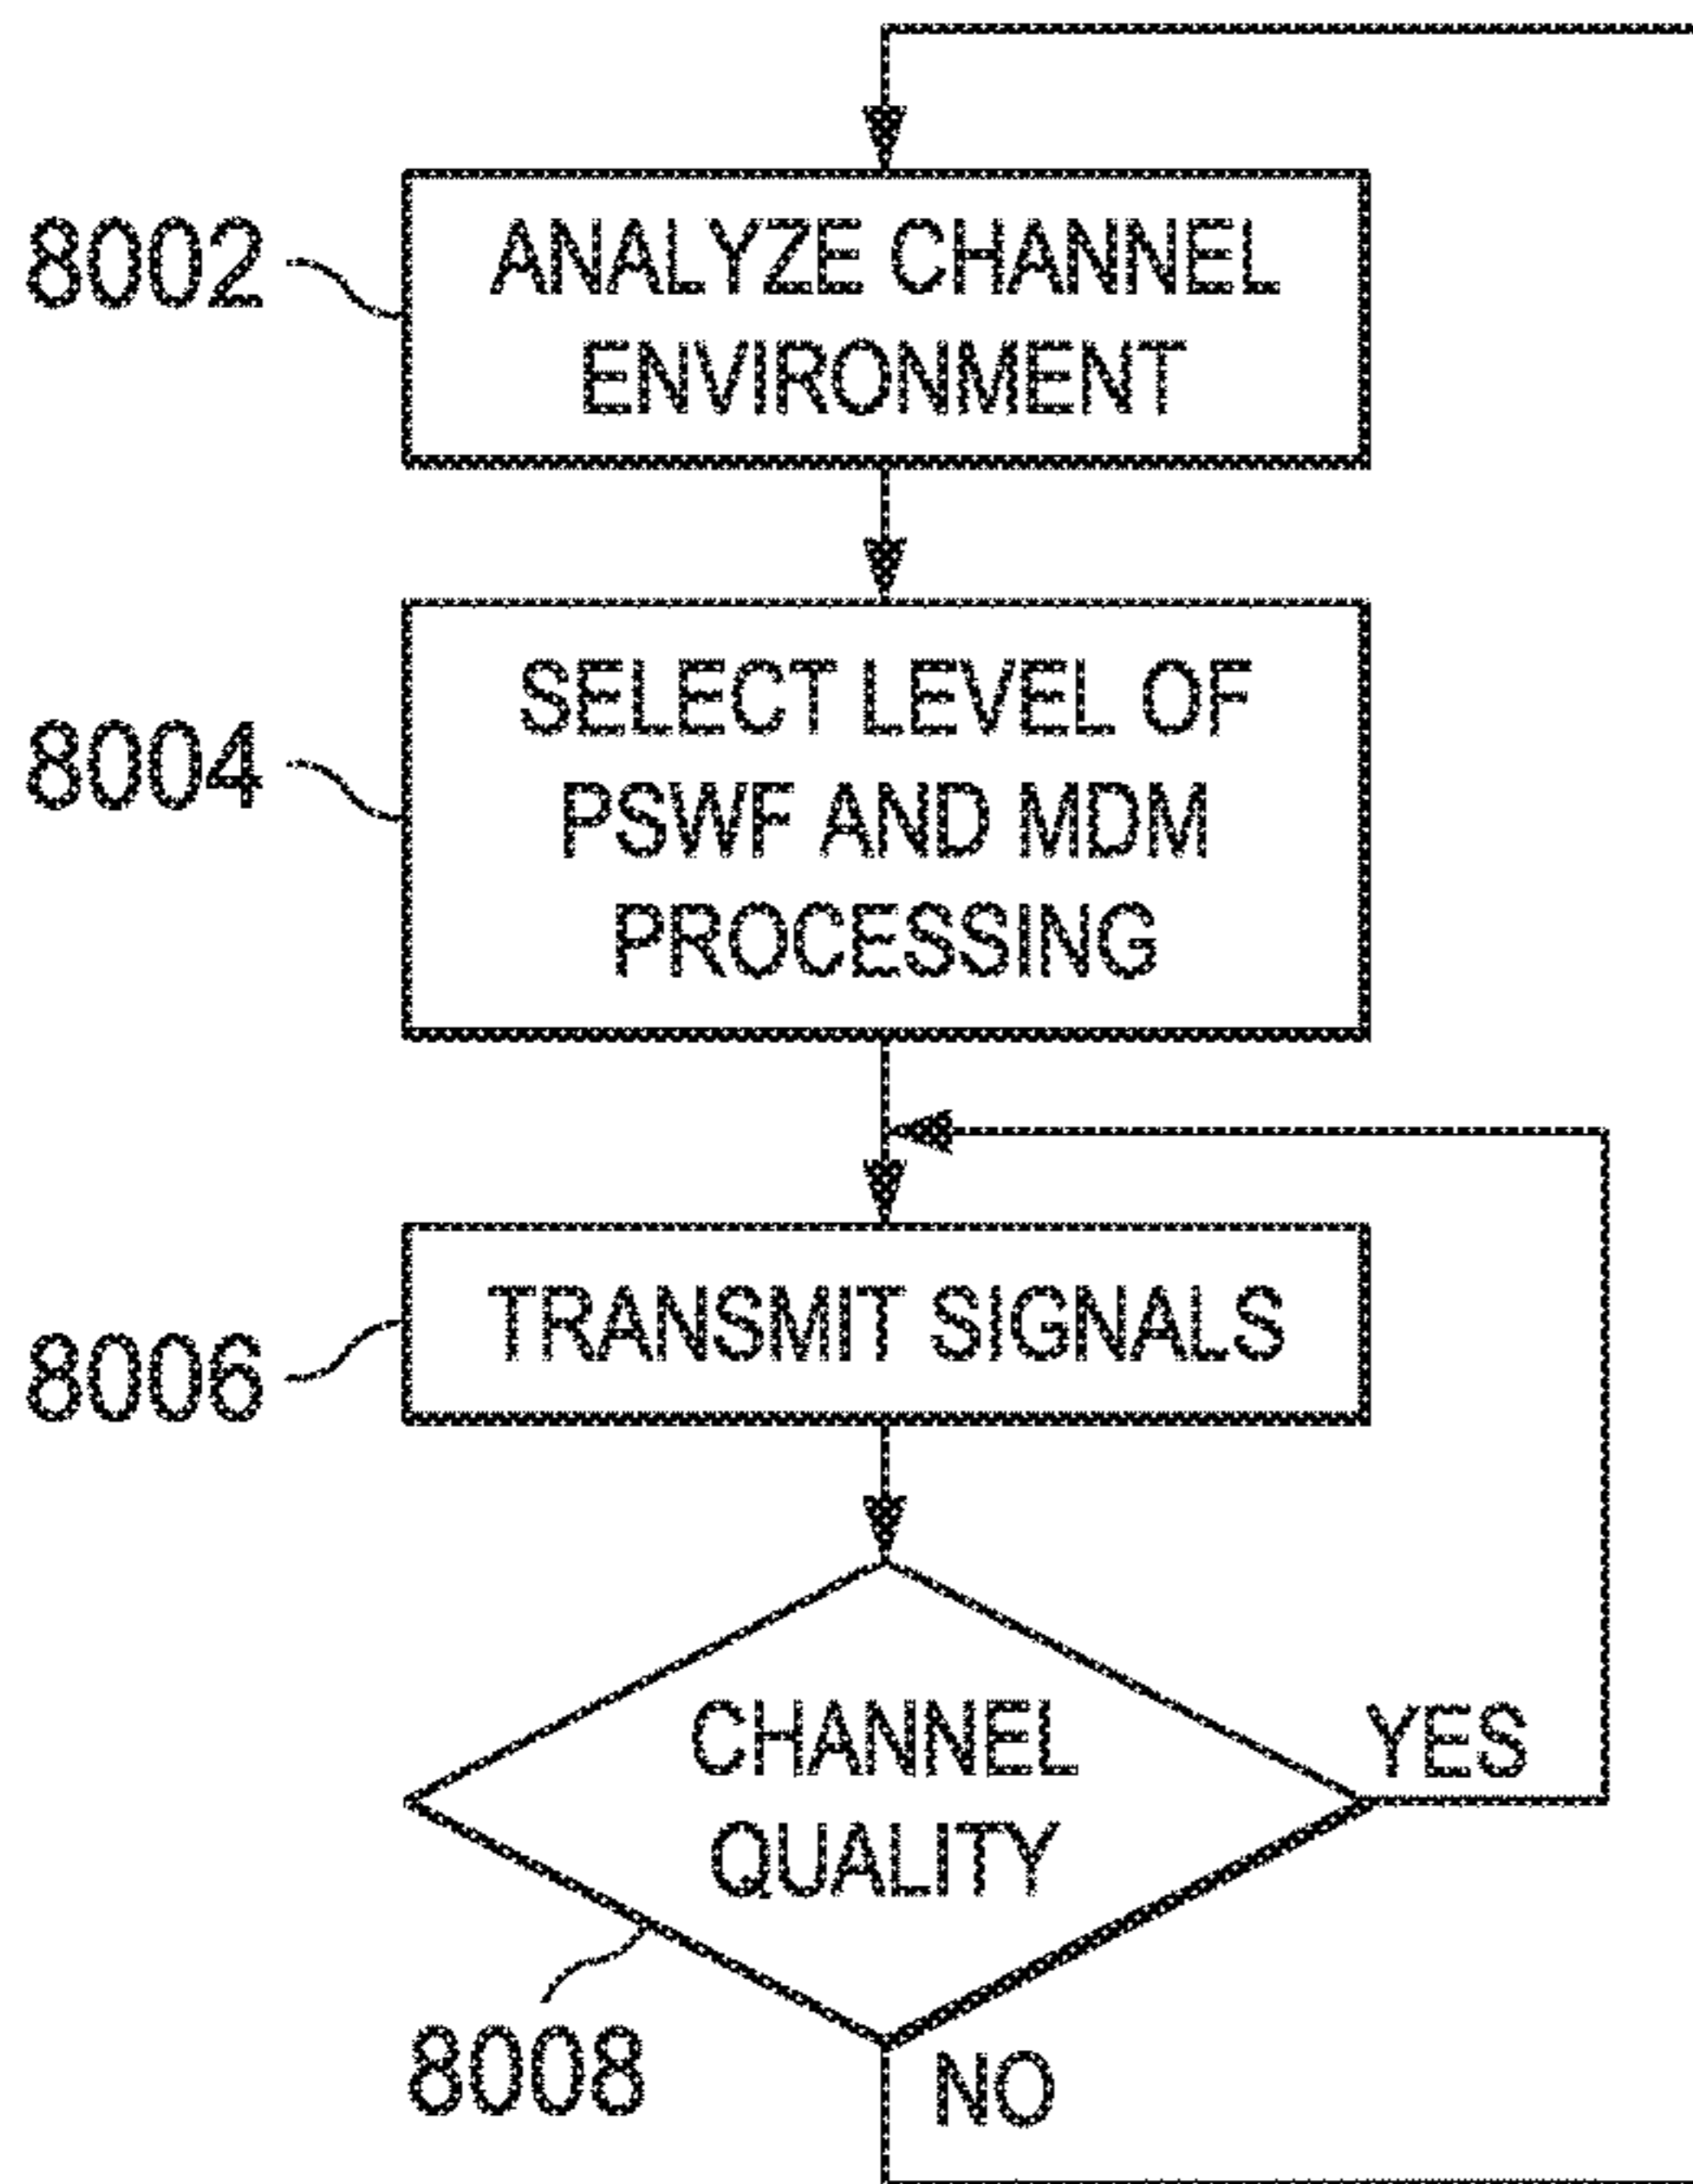 8002
ANALYZE CHANNEL
ENVIRONMENT
8004
SELECT LEVEL OF
PSWF AND MDM
PROCESSING
8006
TRANSMIT SIGNALS
CHANNEL
QUALITY
YES
8008
NO